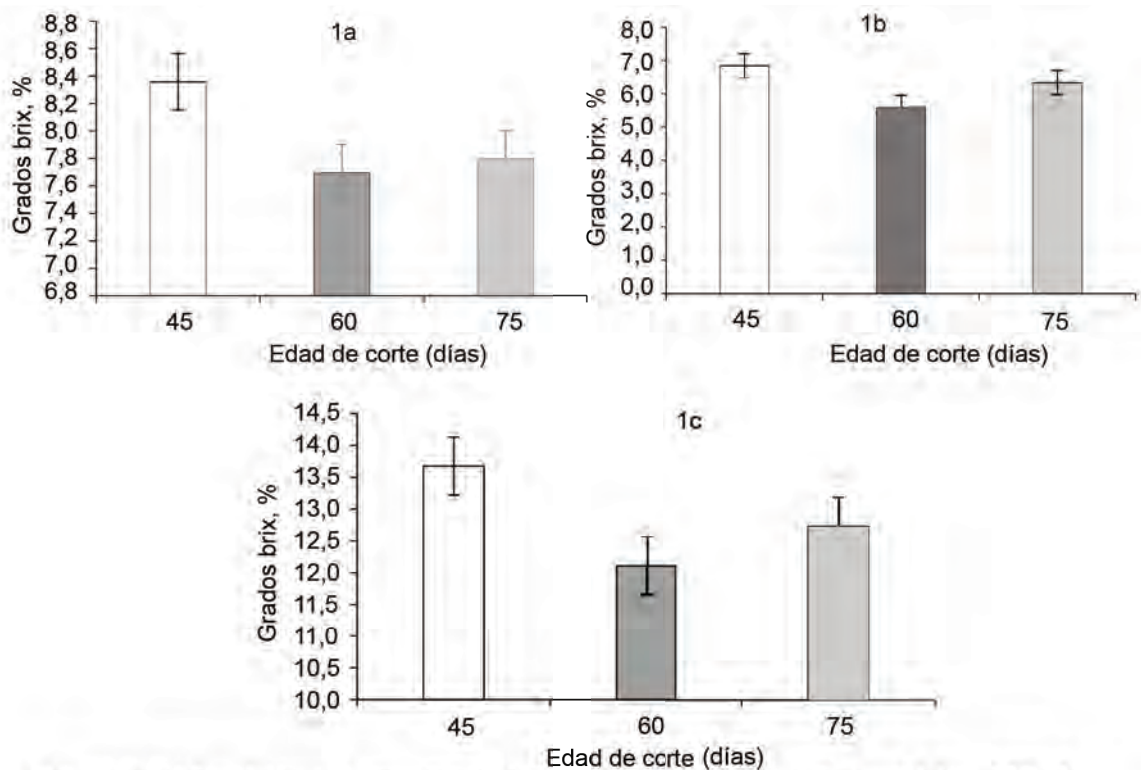 1a
Grados brix, %
8,8
8,6
8,4
8,2
8,0
7,8
7,6
7,4
7,2
7,0
6,8
45 60 75
Edad de corte (días)
1b
Grados brix, %
8,0
7,0
6,0
5,0
4,0
3,0
2,0
1,0
0,0
45 60 75
Edad de corte (días)
1c
Grados brix, %
14,5
14,0
13,5
13,0
12,5
12,0
11,5
11,0
10,5
10,0
45 60 75
Edad de corte (días)